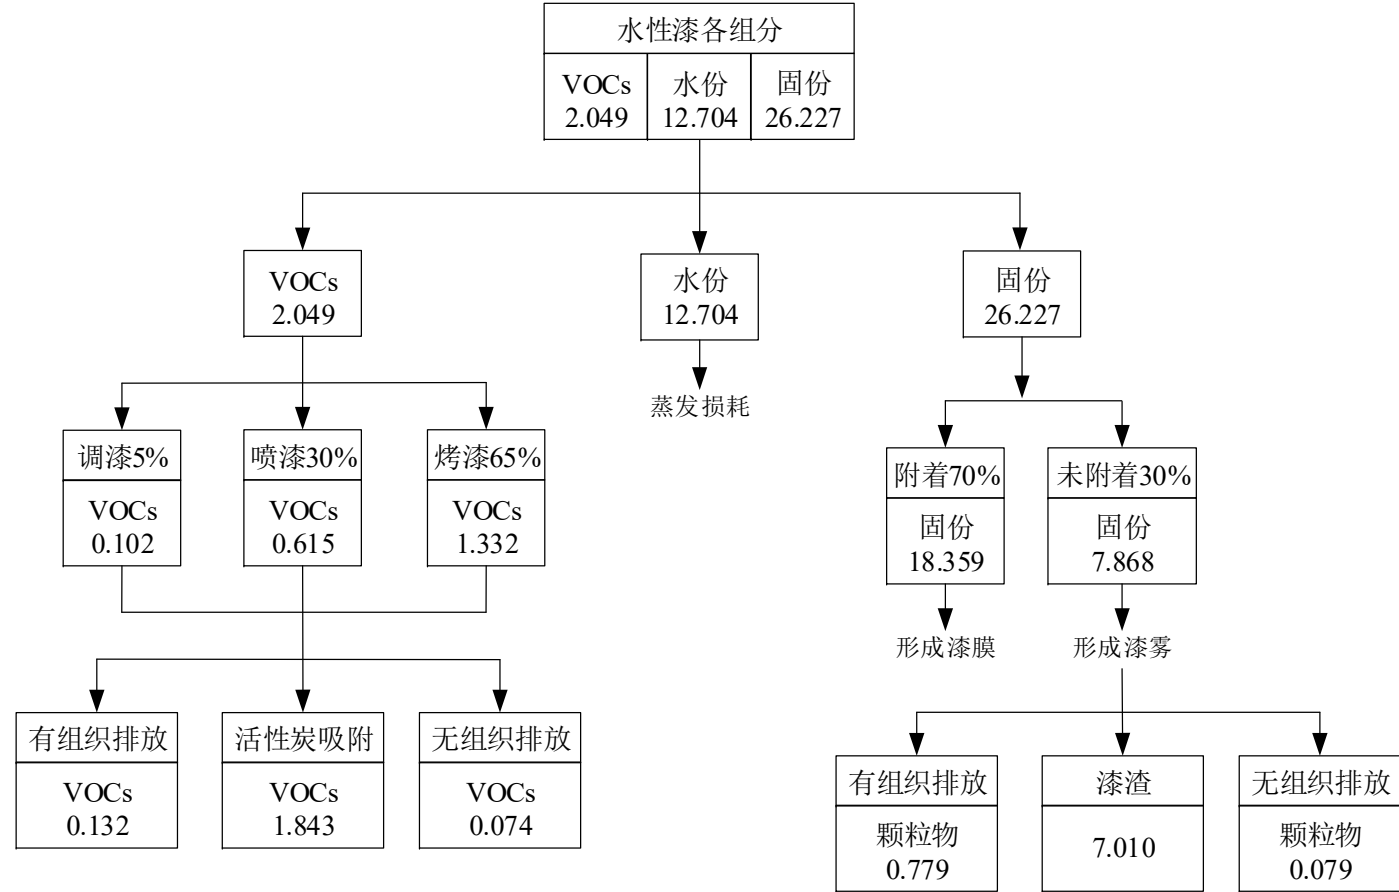 水性漆各组分
VOCs
2.049
水份
12.704
固份
26.227
VOCs
2.049
水份
12.704
固份
26.227
蒸发损耗
调漆5%
VOCs
0.102
喷漆30%
VOCs
0.615
烤漆65%
VOCs
1.332
附着70%
固份
18.359
未附着30%
固份
7.868
形成漆膜
形成漆雾
有组织排放
VOCs
0.132
活性炭吸附
VOCs
1.843
无组织排放
VOCs
0.074
有组织排放
颗粒物
0.779
漆渣
7.010
无组织排放
颗粒物
0.079